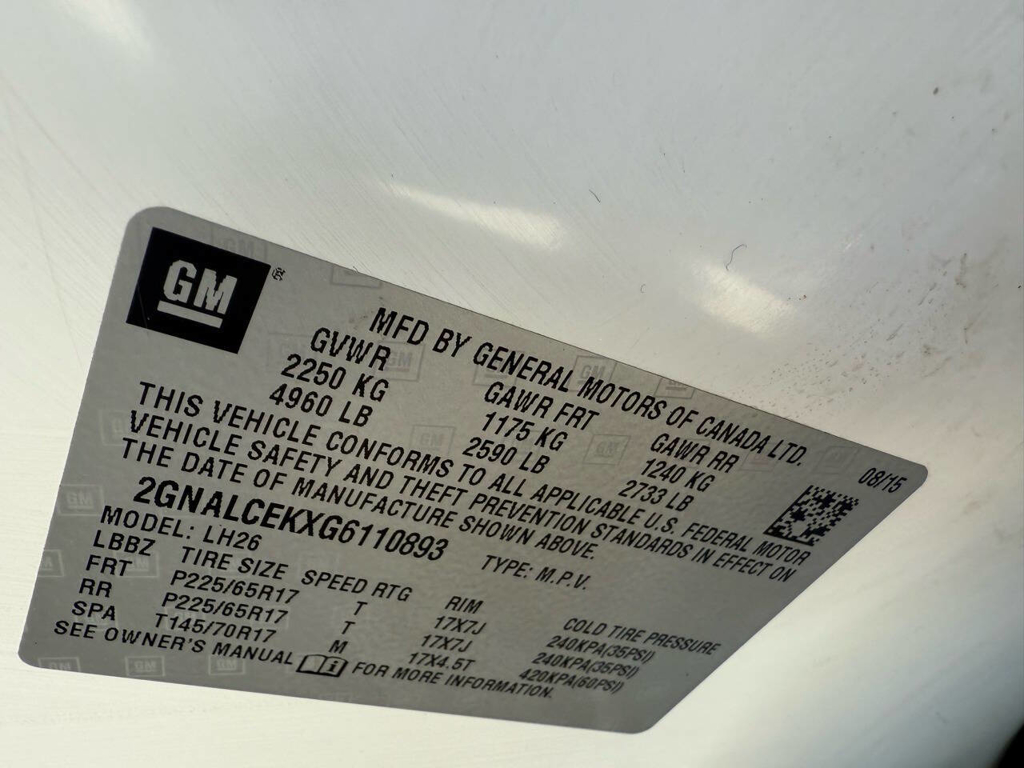 GM
®
MFD BY GENERAL MOTORS OF CANADA LTD.
08/15
GVWR GAWR FRT GAWR RR
2250 KG 1175 KG 1240 KG
4960 LB 2590 LB 2733 LB
THIS VEHICLE CONFORMS TO ALL APPLICABLE U.S. FEDERAL MOTOR
VEHICLE SAFETY AND THEFT PREVENTION STANDARDS IN EFFECT ON
THE DATE OF MANUFACTURE SHOWN ABOVE.
2GNALCEKXG6110893 TYPE: M.P.V.
MODEL: LH26
LBBZ TIRE SIZE SPEED RTG RIM COLD TIRE PRESSURE
FRT P225/65R17 T 17X7J 240KPA(35PSI)
RR P225/65R17 T 17X7J 240KPA(35PSI)
SPA T145/70R17 M 17X4.5T 420KPA(60PSI)
SEE OWNER'S MANUAL i FOR MORE INFORMATION.